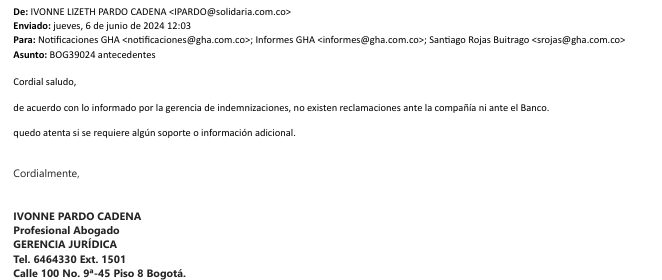 De: IVONNE LIZETH PARDO CADENA <IPARDO@solidaria.com.co>
Enviado: jueves, 6 de junio de 2024 12:03
Para: Notificaciones GHA <notificaciones@gha.com.co>; Informes GHA <informes@gha.com.co>; Santiago Rojas Buitrago <srojas@gha.com.co>
Asunto: BOG39024 antecedentes
Cordial saludo,
de acuerdo con lo informado por la gerencia de indemnizaciones, no existen reclamaciones ante la compañía ni ante el Banco.
quedo atenta si se requiere algún soporte o información adicional.
Cordialmente,
IVONNE PARDO CADENA
Profesional Abogado
GERENCIA JURÍDICA
Tel. 6464330 Ext. 1501
Calle 100 No. 9ª-45 Piso 8 Bogotá.